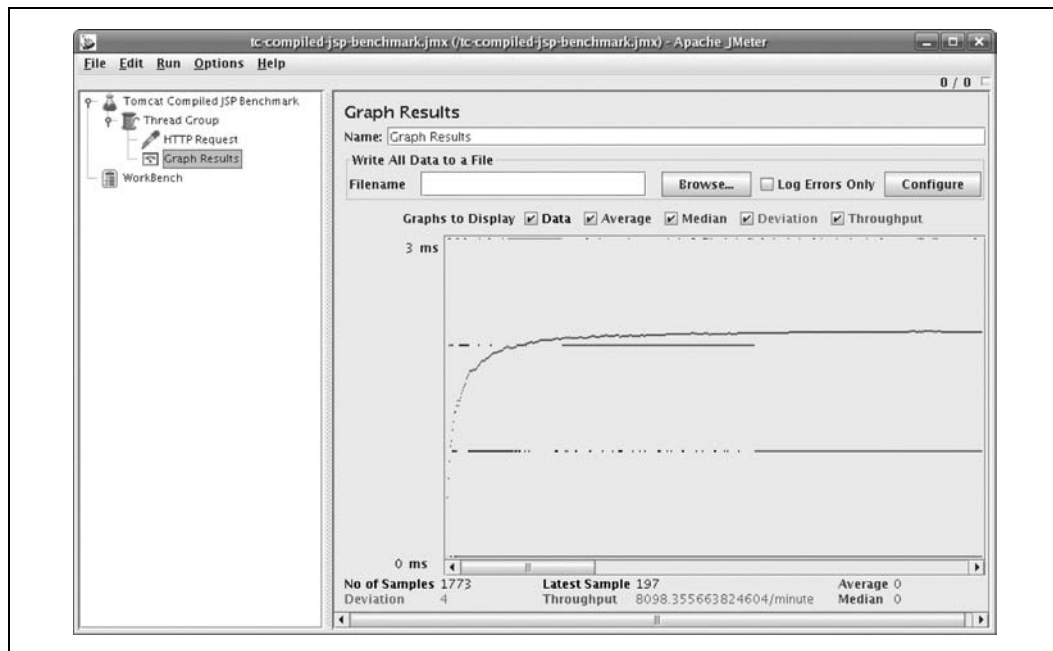 tc-compiled-jsp-benchmark.jmx (/tc-compiled-jsp-benchmark.jmx) - Apache JMeter
File Edit Run Options Help
0 / 0
Tomcat Compiled JSP Benchmark
Thread Group
HTTP Request
Graph Results
WorkBench
Graph Results
Name: Graph Results
Write All Data to a File
Filename Browse... Log Errors Only Configure
Graphs to Display Data Average Median Deviation Throughput
3 ms
0 ms
No of Samples 1773 Latest Sample 197 Average 0
Deviation 4 Throughput 8098.355663824604/minute Median 0